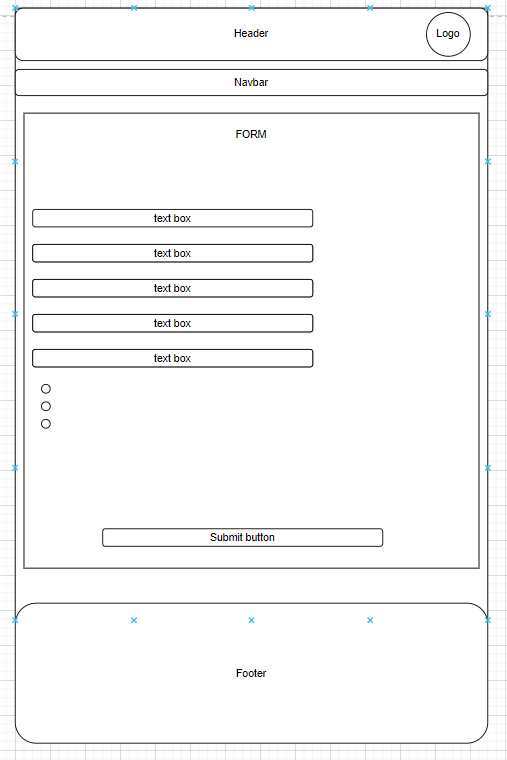 Header
Logo
Navbar
FORM
text box
text box
text box
text box
text box
Submit button
Footer